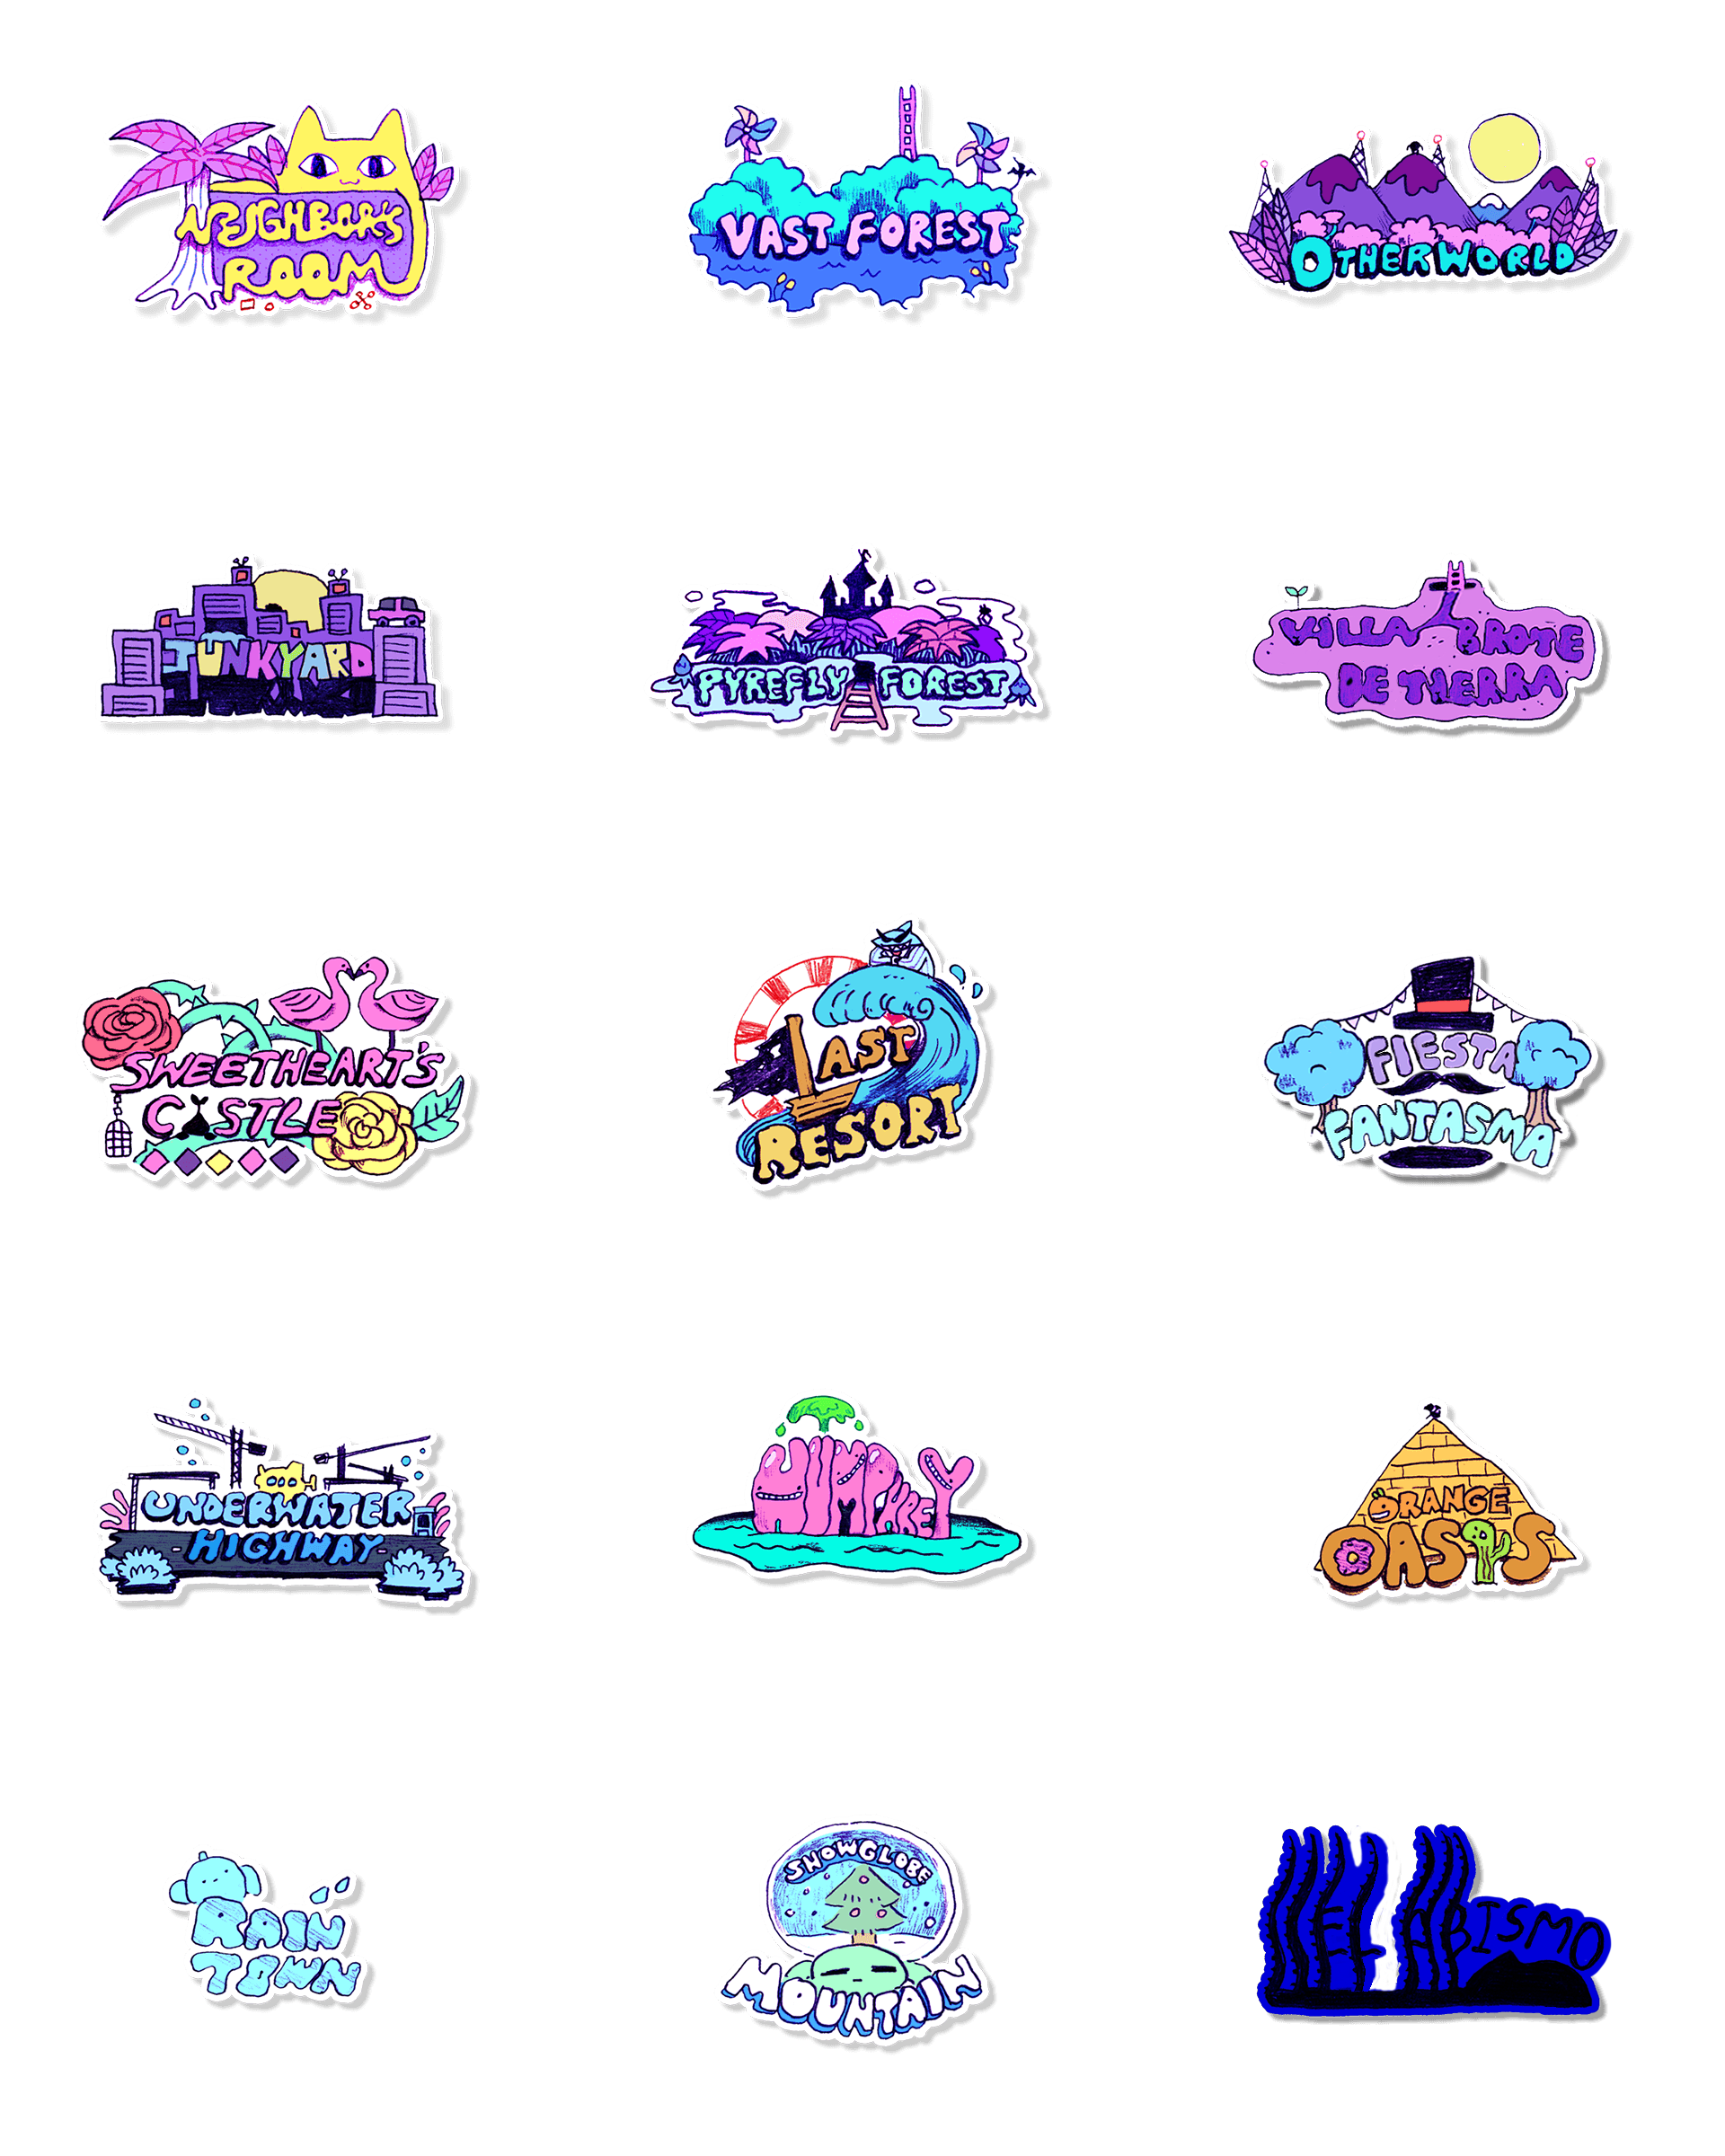 NEIGHBOR'S
ROOM
VAST FOREST
OTHERWORLD
JUNKYARD
PYREFLY FOREST
VILLA BROTE
DE TIERRA
SWEETHEART'S
CASTLE
LAST
RESORT
FIESTA
FANTASMA
UNDERWATER
HIGHWAY
HUMPHREY
ORANGE
OASIS
RAIN
TOWN
SNOWGLOBE
MOUNTAIN
ABISMO